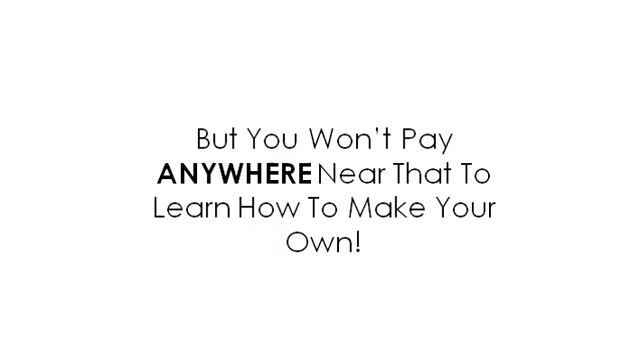 But You Won't Pay
ANYWHERE Near That To
Learn How To Make Your
Own!